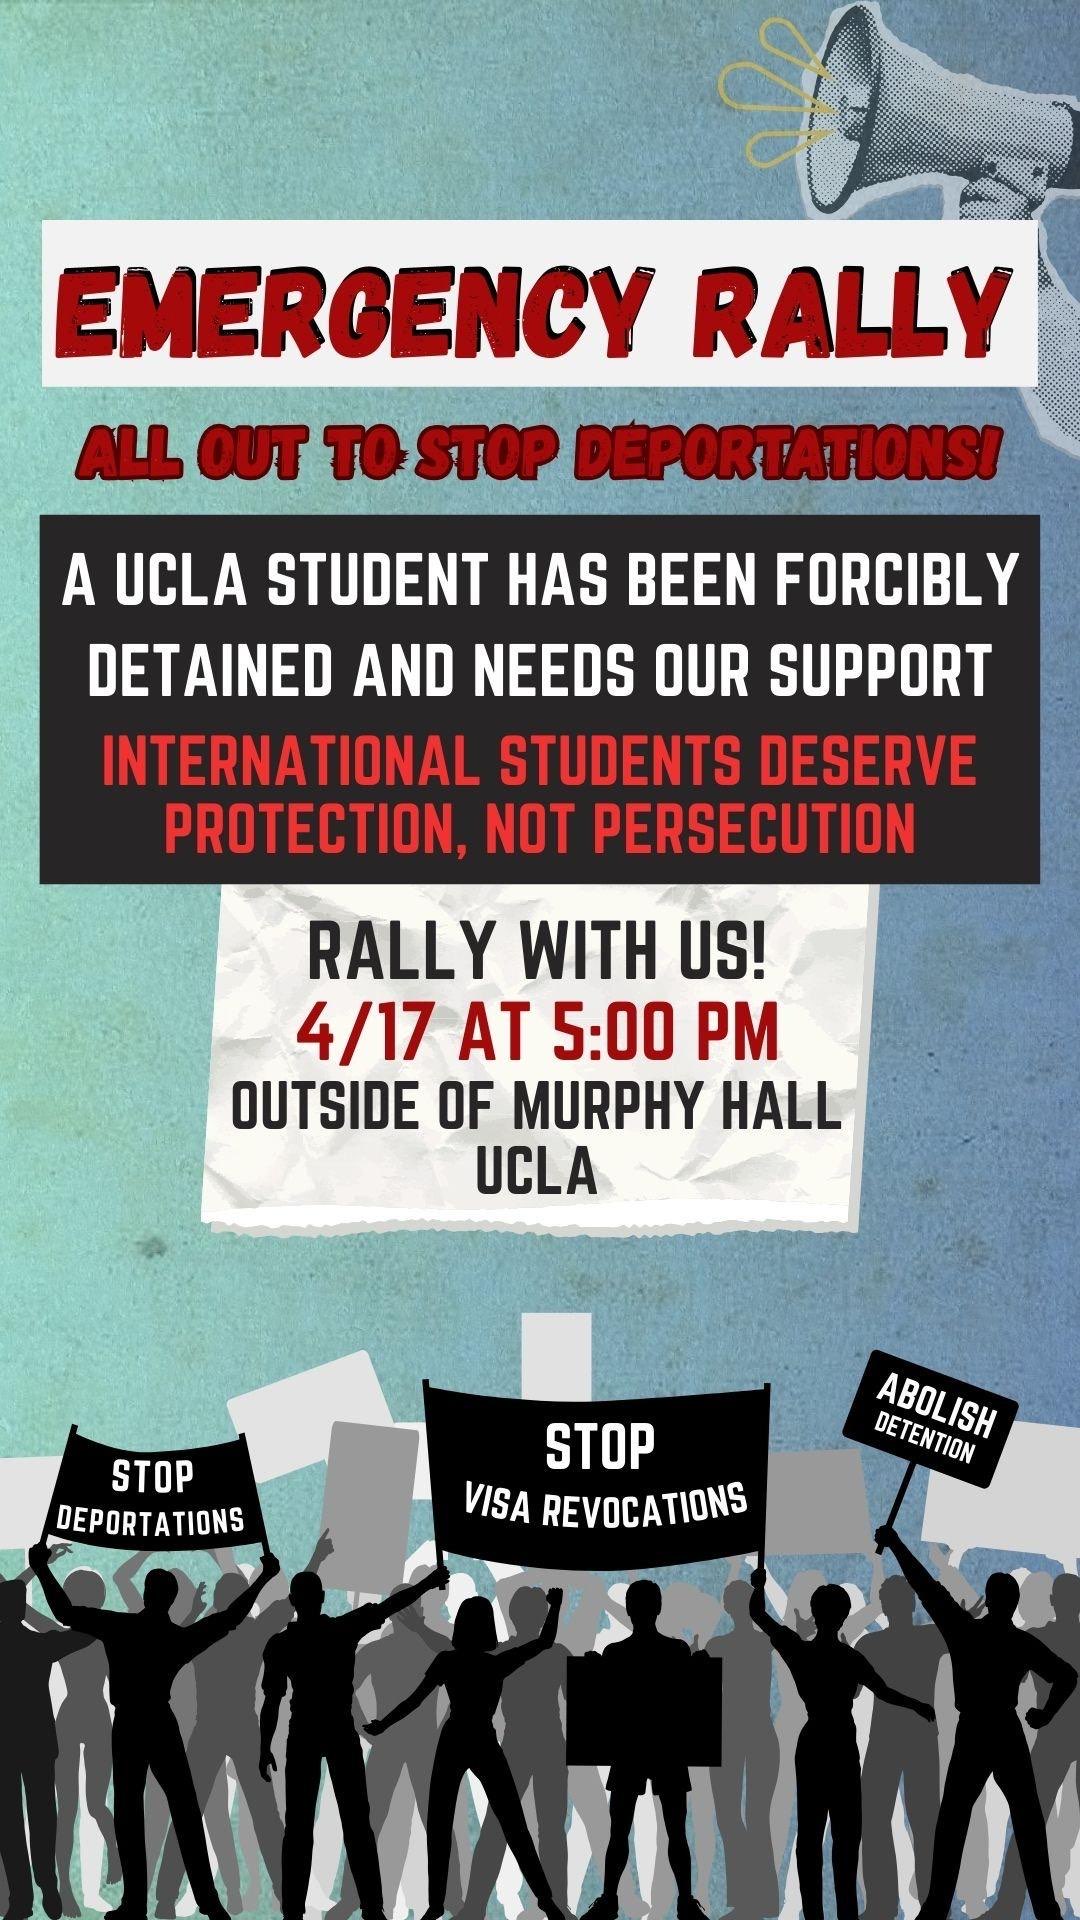 EMERGENCY RALLY
ALL OUT TO STOP DEPORTATIONS!
A UCLA STUDENT HAS BEEN FORCIBLY
DETAINED AND NEEDS OUR SUPPORT
INTERNATIONAL STUDENTS DESERVE
PROTECTION, NOT PERSECUTION
RALLY WITH US!
4/17 AT 5:00 PM
OUTSIDE OF MURPHY HALL
UCLA
STOP
DEPORTATIONS
STOP
VISA REVOCATIONS
ABOLISH
DETENTION